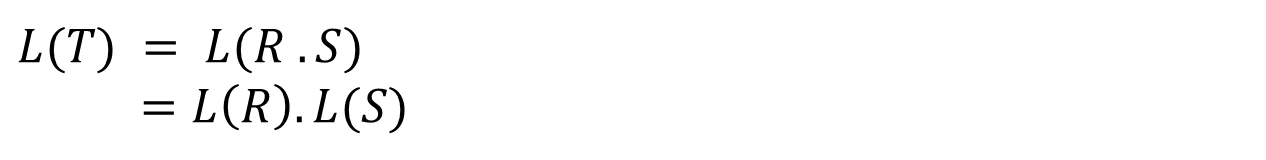 L(T) = L(R . S)
= L(R). L(S)